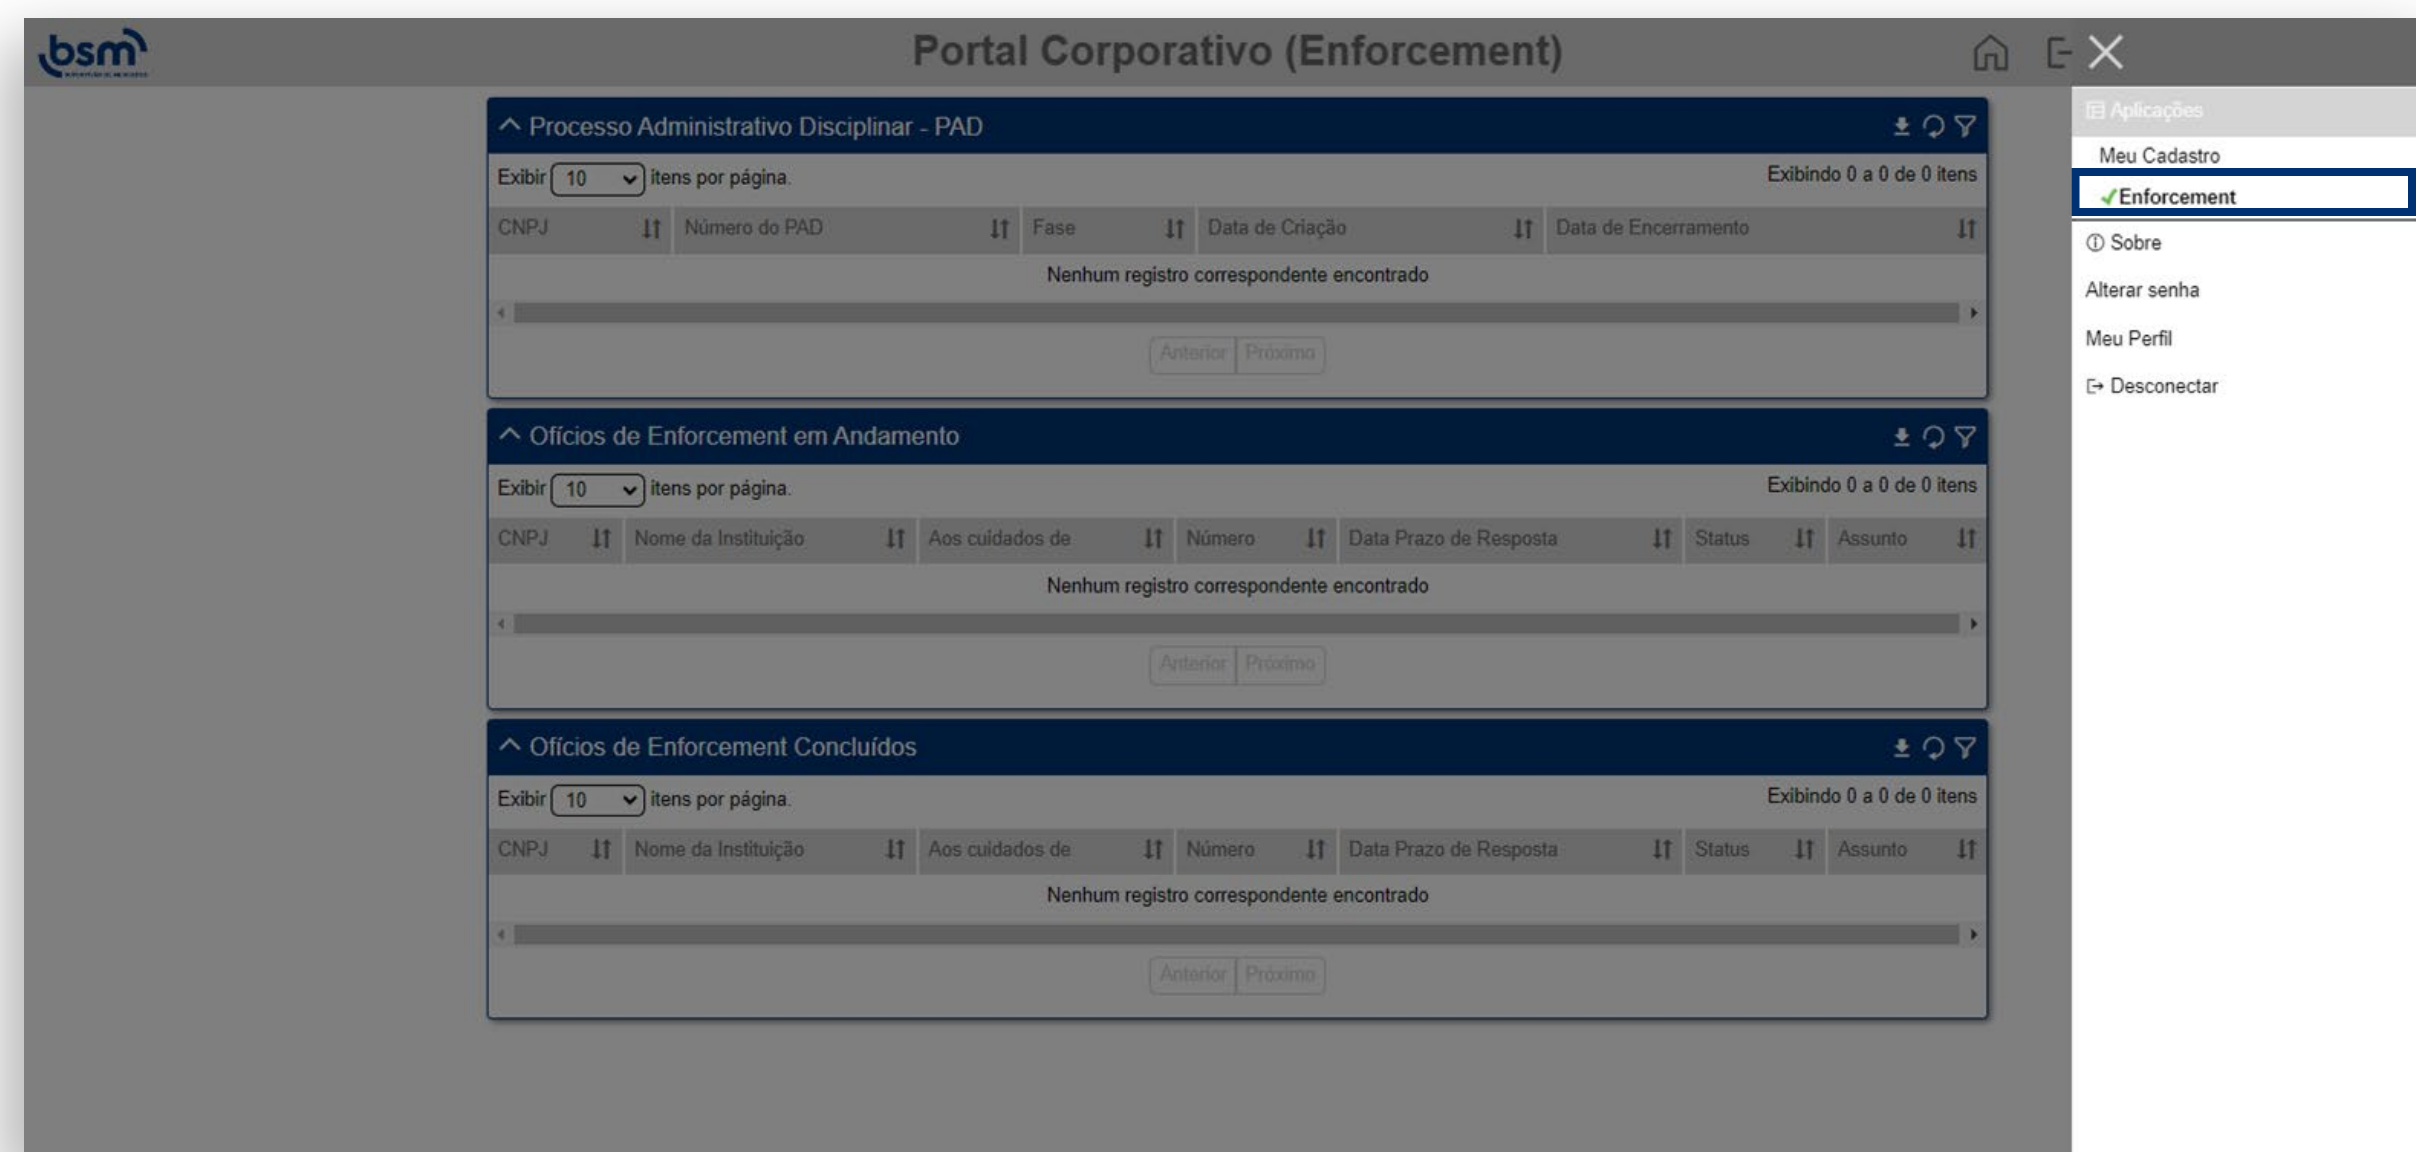 bsm
Portal Corporativo (Enforcement)
Processo Administrativo Disciplinar - PAD
Exibir 10 itens por página.
Exibindo 0 a 0 de 0 itens
CNPJ Número do PAD Fase Data de Criação Data de Encerramento
Nenhum registro correspondente encontrado
Anterior Próximo
Ofícios de Enforcement em Andamento
Exibir 10 itens por página.
Exibindo 0 a 0 de 0 itens
CNPJ Nome da Instituição Aos cuidados de Número Data Prazo de Resposta Status Assunto
Nenhum registro correspondente encontrado
Anterior Próximo
Ofícios de Enforcement Concluídos
Exibir 10 itens por página.
Exibindo 0 a 0 de 0 itens
CNPJ Nome da Instituição Aos cuidados de Número Data Prazo de Resposta Status Assunto
Nenhum registro correspondente encontrado
Anterior Próximo
Aplicações
Meu Cadastro
Enforcement
Sobre
Alterar senha
Meu Perfil
Desconectar